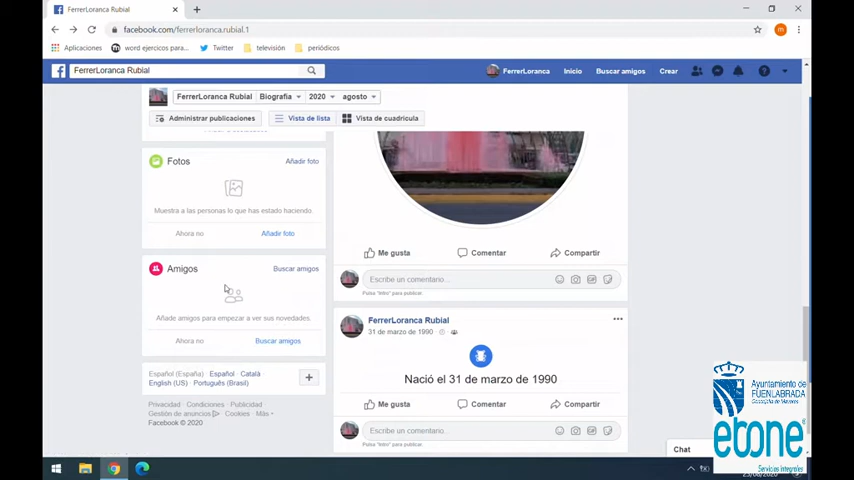 FerrerLoranca Rubial
facebook.com/ferrerloranca.rubial.1
Aplicaciones
word ejercicios para...
Twitter
televisión
periódicos
FerrerLoranca Rubial
FerrerLoranca
Inicio
Buscar amigos
Crear
FerrerLoranca Rubial
Biografía
2020
agosto
Administrar publicaciones
Vista de lista
Vista de cuadrícula
Fotos
Añadir foto
Muestra a las personas lo que has estado haciendo.
Ahora no
Añadir foto
Amigos
Buscar amigos
Añade amigos para empezar a ver sus novedades.
Ahora no
Buscar amigos
Español (España) Español Català
English (US) · Português (Brasil)
Privacidad · Condiciones · Publicidad
Gestión de anuncios · Cookies · Más
Facebook © 2020
Me gusta
Comentar
Compartir
Escribe un comentario...
Pulsa "Intro" para publicar.
FerrerLoranca Rubial
31 de marzo de 1990
Nació el 31 de marzo de 1990
Me gusta
Comentar
Compartir
Escribe un comentario...
Pulsa "Intro" para publicar.
Chat
Ayuntamiento de
FUENLABRADA
Concejalía de Mayores
etone
Servicios Integrales